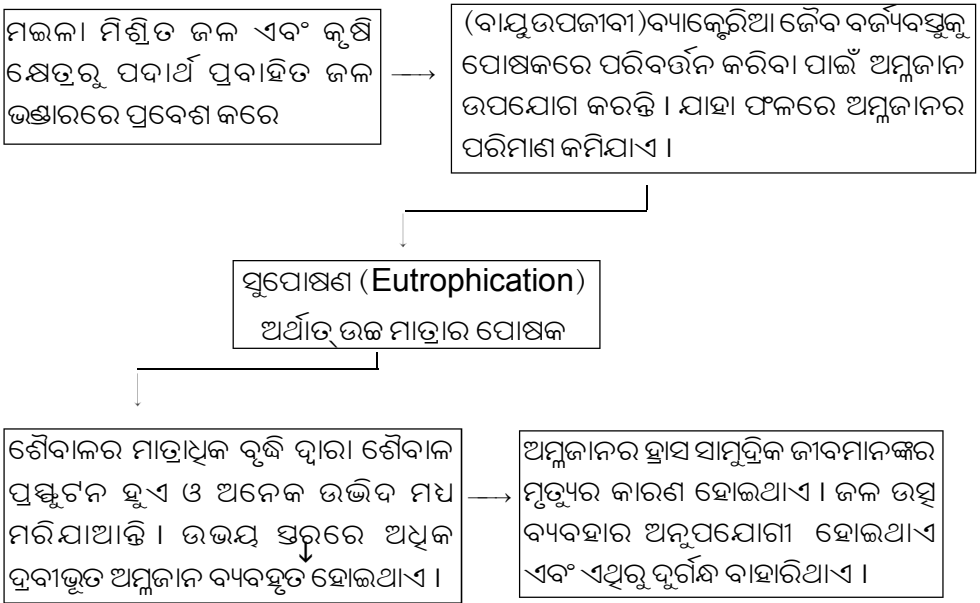 ମଇଳା ମିଶ୍ରିତ ଜଳ ଏବଂ କୃଷି
କ୍ଷେତ୍ରରୁ ପଦାର୍ଥ ପ୍ରବାହିତ ଜଳ
ଭଣ୍ଡାରରେ ପ୍ରବେଶ କରେ
(ବାୟୁଉପଜୀବୀ)ବ୍ୟାକ୍ଟେରିଆ ଜୈବ ବର୍ଜ୍ୟବସ୍ତୁକୁ
ପୋଷକରେ ପରିବର୍ତ୍ତନ କରିବା ପାଇଁ ଅମ୍ଳଜାନ
ଉପଯୋଗ କରନ୍ତି । ଯାହା ଫଳରେ ଅମ୍ଳଜାନର
ପରିମାଣ କମିଯାଏ ।
ସୁପୋଷଣ (Eutrophication)
ଅର୍ଥାତ୍ ଉଚ୍ଚ ମାତ୍ରାର ପୋଷକ
ଶୈବାଳର ମାତ୍ରାଧିକ ବୃଦ୍ଧି ଦ୍ୱାରା ଶୈବାଳ
ପ୍ରସ୍ଫୁଟନ ହୁଏ ଓ ଅନେକ ଉଦ୍ଭିଦ ମଧ୍ୟ
ମରିଯାଆନ୍ତି । ଉଭୟ ସ୍ତରରେ ଅଧିକ
ଦ୍ରବୀଭୂତ ଅମ୍ଳଜାନ ବ୍ୟବହୃତ ହୋଇଥାଏ ।
ଅମ୍ଳଜାନର ହ୍ରାସ ସାମୁଦ୍ରିକ ଜୀବମାନଙ୍କର
ମୃତ୍ୟୁର କାରଣ ହୋଇଥାଏ । ଜଳ ଉତ୍ସ
ବ୍ୟବହାର ଅନୁପଯୋଗୀ ହୋଇଥାଏ
ଏବଂ ଏଥିରୁ ଦୁର୍ଗନ୍ଧ ବାହାରିଥାଏ ।